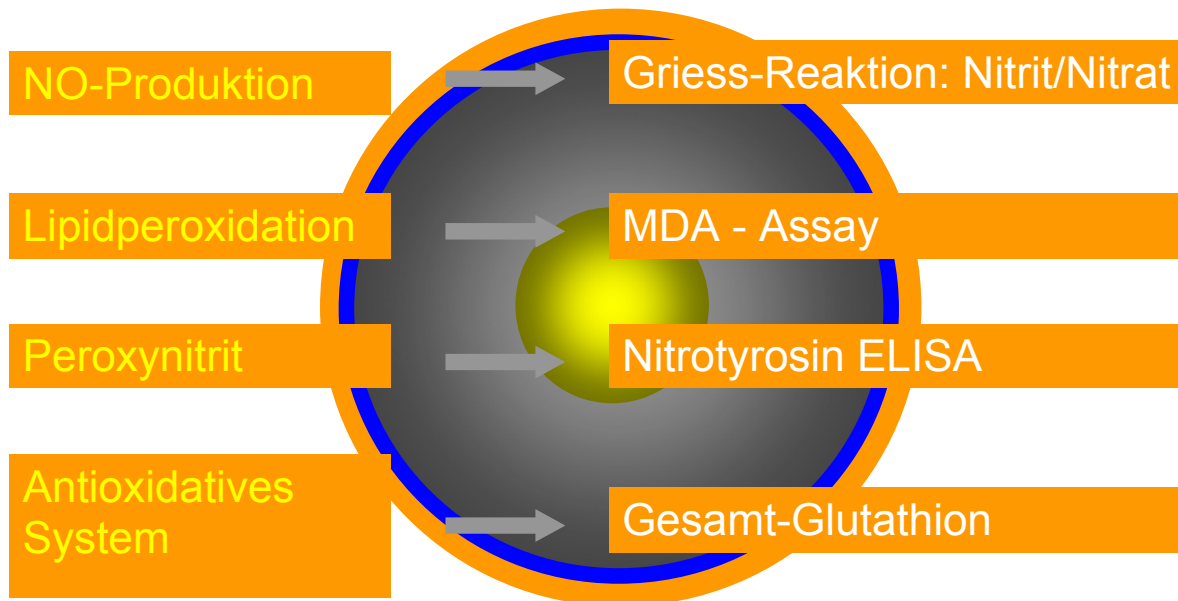 NO-Produktion
Griess-Reaktion: Nitrit/Nitrat
Lipidperoxidation
MDA - Assay
Peroxynitrit
Nitrotyrosin ELISA
Antioxidatives
System
Gesamt-Glutathion